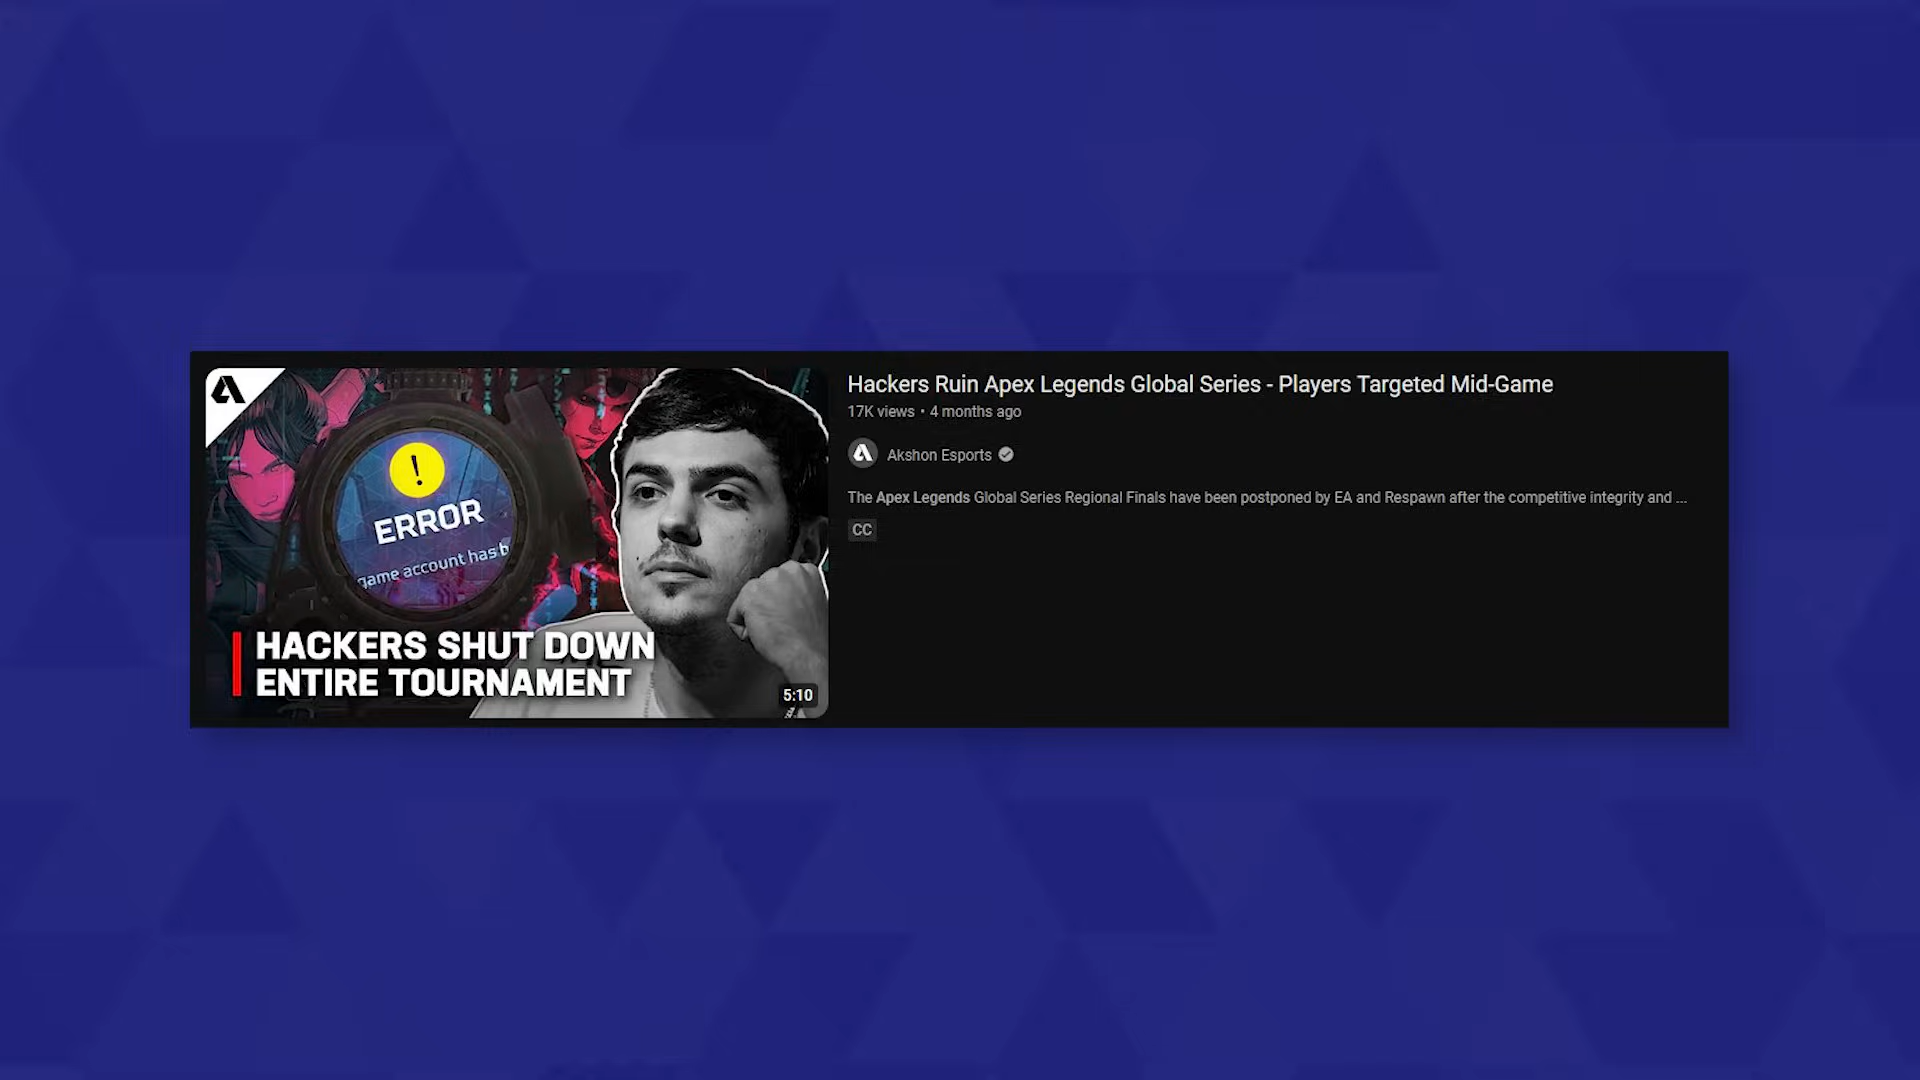 Hackers Ruin Apex Legends Global Series - Players Targeted Mid-Game
17K views • 4 months ago
Akshon Esports
The Apex Legends Global Series Regional Finals have been postponed by EA and Respawn after the competitive integrity and ...
CC
!
ERROR
game account has b
HACKERS SHUT DOWN
ENTIRE TOURNAMENT
5:10